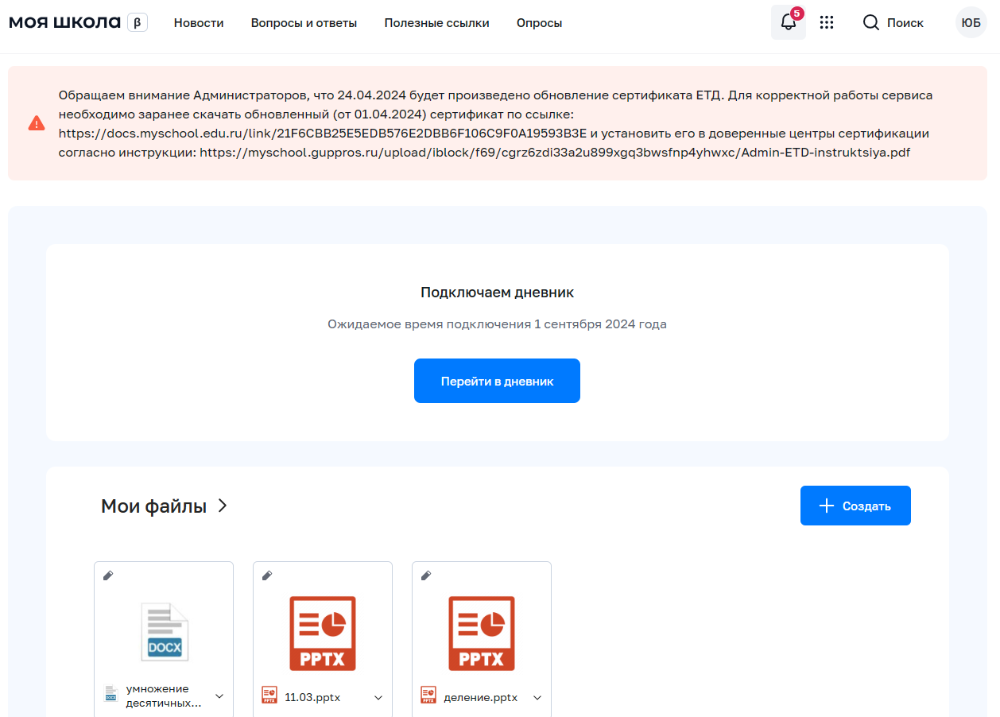 моя школа β Новости Вопросы и ответы Полезные ссылки Опросы 5 Поиск ЮБ
Обращаем внимание Администраторов, что 24.04.2024 будет произведено обновление сертификата ЕТД. Для корректной работы сервиса
необходимо заранее скачать обновленный (от 01.04.2024) сертификат по ссылке:
https://docs.myschool.edu.ru/link/21F6CBB25E5EDB576E2DBB6F106C9F0A19593B3E и установить его в доверенные центры сертификации
согласно инструкции: https://myschool.guppros.ru/upload/iblock/f69/cgrz6zdi33a2u899xgq3bwsfnp4yhwxc/Admin-ETD-instruktsiya.pdf
Подключаем дневник
Ожидаемое время подключения 1 сентября 2024 года
Перейти в дневник
Мои файлы
Создать
DOCX
PPTX
PPTX
DOCX умножение
десятичных...
PPTX 11.03.pptx
PPTX деление.pptx